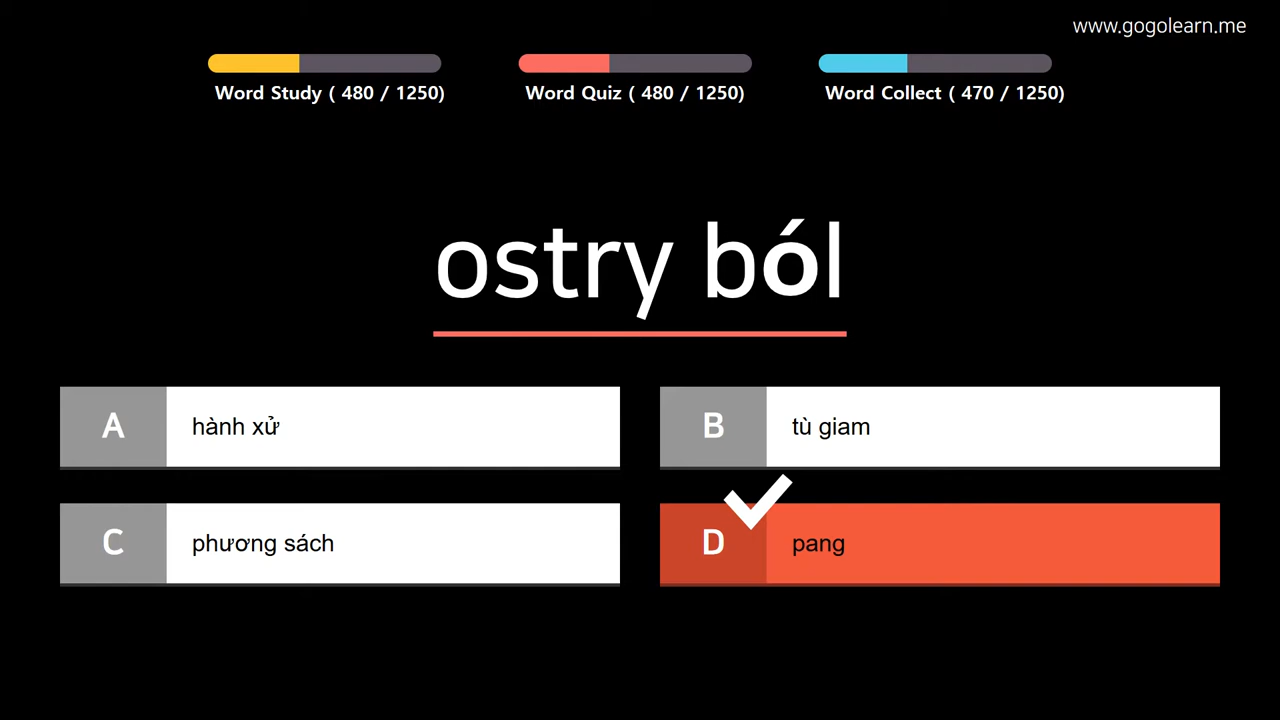 www.gogolearn.me
Word Study ( 480 / 1250)
Word Quiz ( 480 / 1250)
Word Collect ( 470 / 1250)
ostry ból
A hành xử
B tù giam
C phương sách
D pang